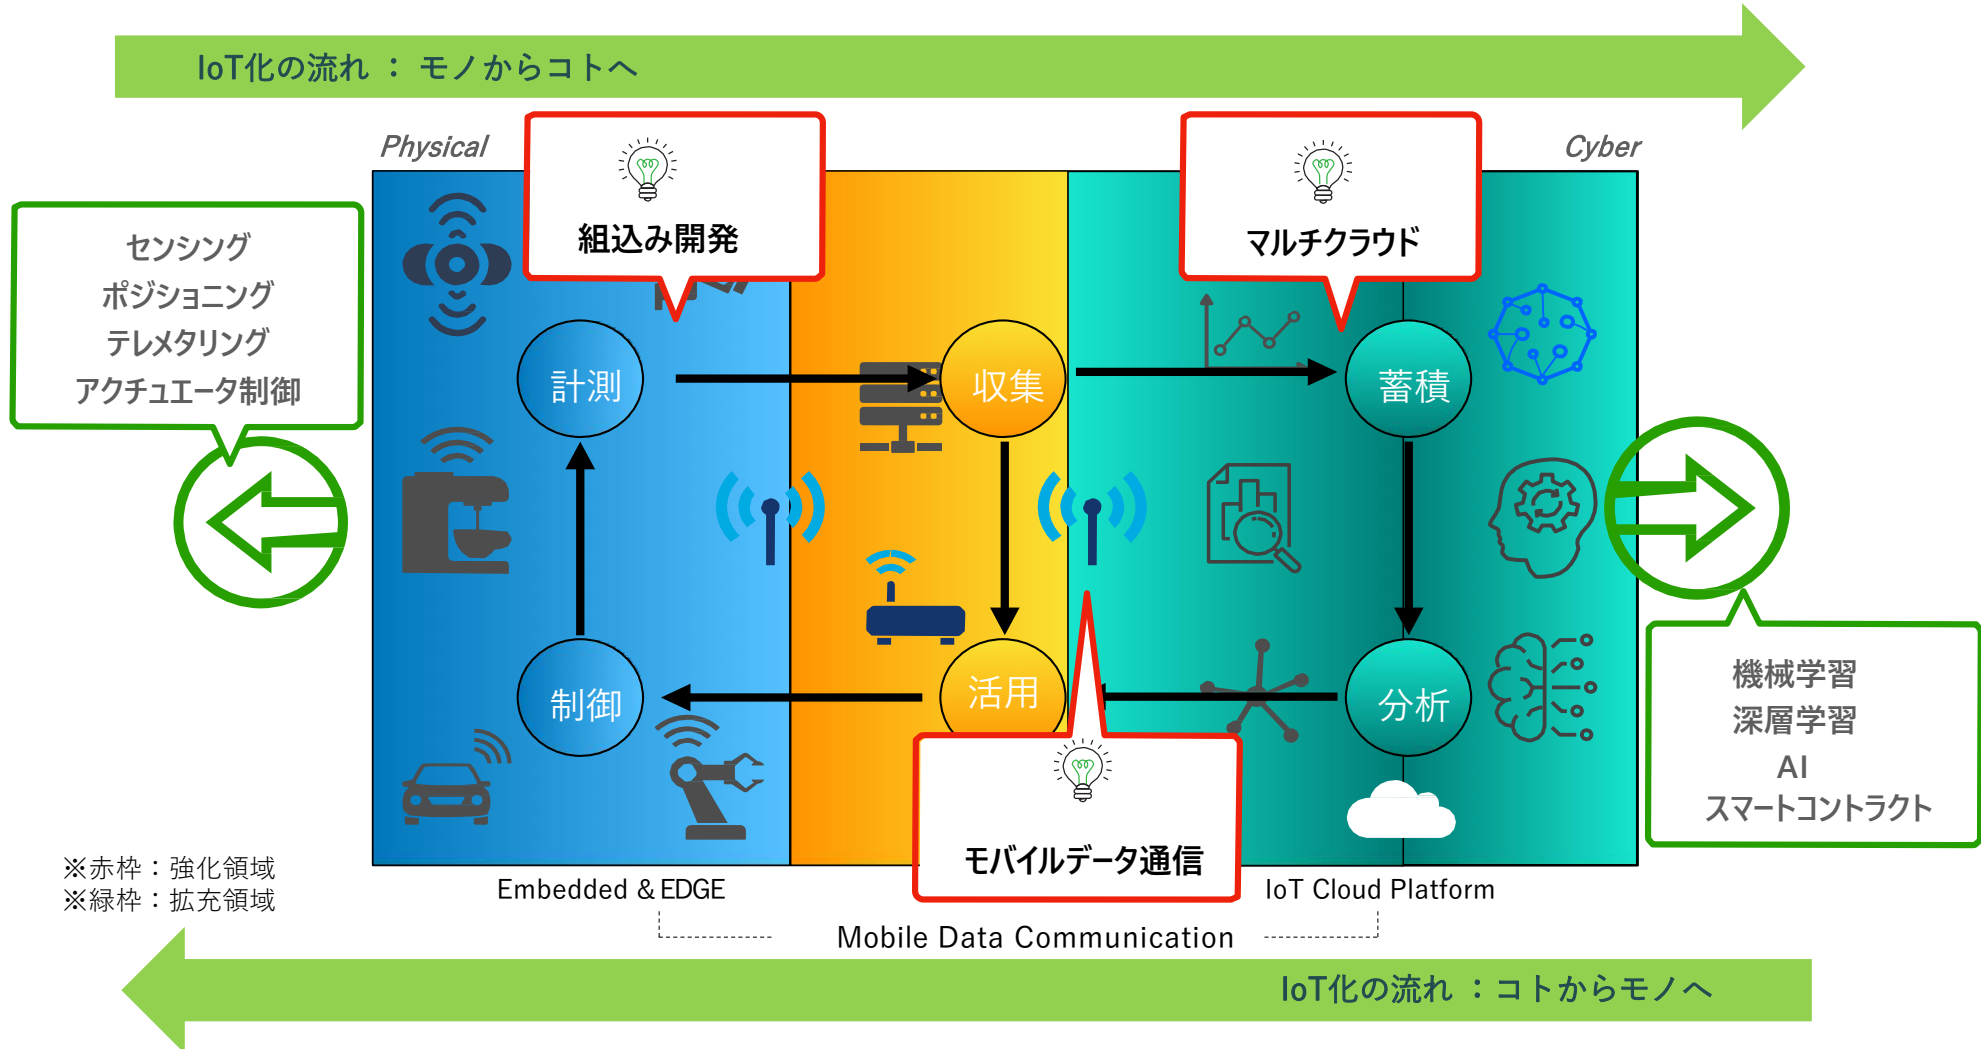 IoT化の流れ ： モノからコトへ
Physical
Cyber
組込み開発
マルチクラウド
センシング
ポジショニング
テレメタリング
アクチュエータ制御
計測
収集
蓄積
制御
活用
分析
機械学習
深層学習
AI
スマートコントラクト
モバイルデータ通信
※赤枠：強化領域
※緑枠：拡充領域
Embedded & EDGE
IoT Cloud Platform
Mobile Data Communication
IoT化の流れ ：コトからモノへ